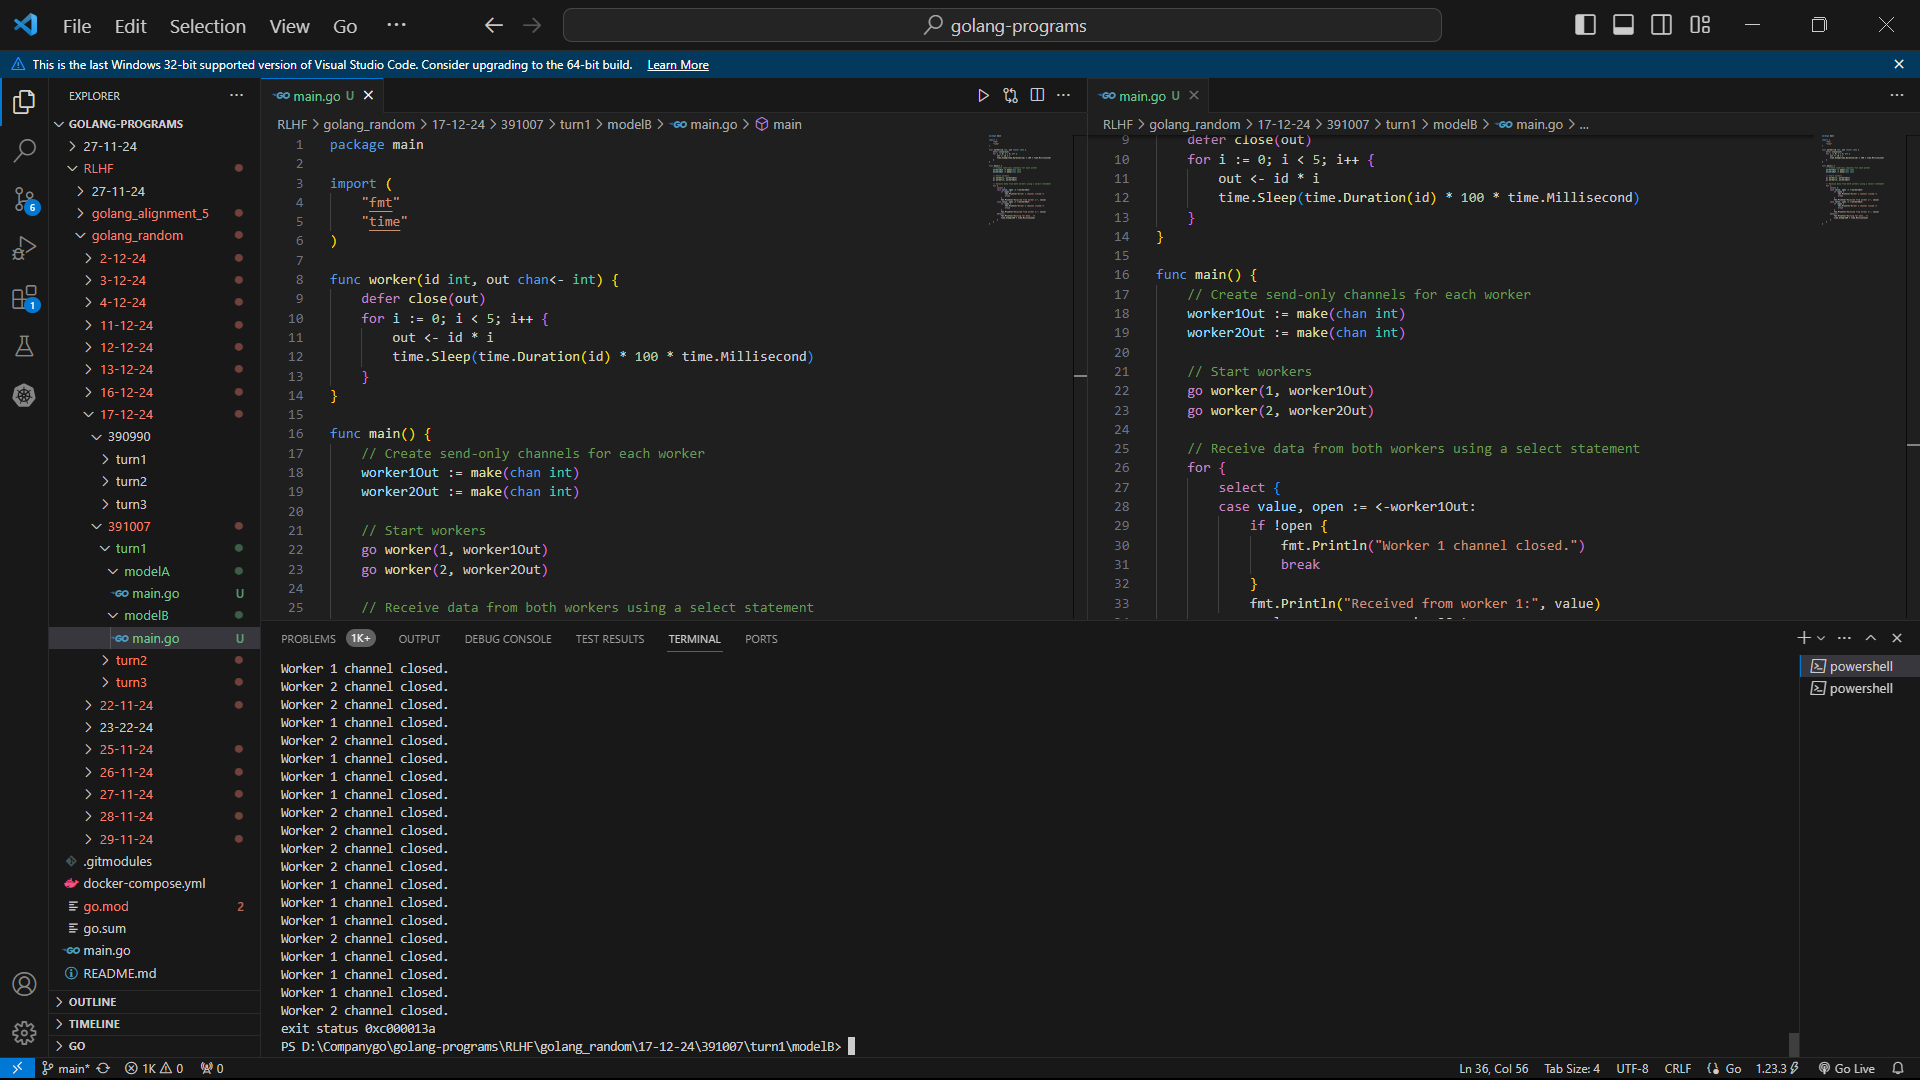 File Edit Selection View Go ···
golang-programs
This is the last Windows 32-bit supported version of Visual Studio Code. Consider upgrading to the 64-bit build. Learn More
EXPLORER
GOLANG-PROGRAMS
27-11-24
RLHF
27-11-24
golang_alignment_5
golang_random
2-12-24
3-12-24
4-12-24
11-12-24
12-12-24
13-12-24
16-12-24
17-12-24
390990
turn1
turn2
turn3
391007
turn1
modelA
main.go U
modelB
main.go U
turn2
turn3
22-11-24
23-22-24
25-11-24
26-11-24
27-11-24
28-11-24
29-11-24
.gitmodules
docker-compose.yml
go.mod 2
go.sum
main.go
README.md
OUTLINE
TIMELINE
GO
6
1
main.go U
RLHF > golang_random > 17-12-24 > 391007 > turn1 > modelB > main.go > main
1 package main
2
3 import (
4 "fmt"
5 "time"
6 )
7
8 func worker(id int, out chan<- int) {
9 defer close(out)
10 for i := 0; i < 5; i++ {
11 out <- id * i
12 time.Sleep(time.Duration(id) * 100 * time.Millisecond)
13 }
14 }
15
16 func main() {
17 // Create send-only channels for each worker
18 worker1Out := make(chan int)
19 worker2Out := make(chan int)
20
21 // Start workers
22 go worker(1, worker1Out)
23 go worker(2, worker2Out)
24
25 // Receive data from both workers using a select statement
main.go U
RLHF > golang_random > 17-12-24 > 391007 > turn1 > modelB > main.go > ...
9 defer close(out)
10 for i := 0; i < 5; i++ {
11 out <- id * i
12 time.Sleep(time.Duration(id) * 100 * time.Millisecond)
13 }
14 }
15
16 func main() {
17 // Create send-only channels for each worker
18 worker1Out := make(chan int)
19 worker2Out := make(chan int)
20
21 // Start workers
22 go worker(1, worker1Out)
23 go worker(2, worker2Out)
24
25 // Receive data from both workers using a select statement
26 for {
27 select {
28 case value, open := <-worker1Out:
29 if !open {
30 fmt.Println("Worker 1 channel closed.")
31 break
32 }
33 fmt.Println("Received from worker 1:", value)
PROBLEMS 1K+ OUTPUT DEBUG CONSOLE TEST RESULTS TERMINAL PORTS
Worker 1 channel closed.
Worker 2 channel closed.
Worker 2 channel closed.
Worker 1 channel closed.
Worker 2 channel closed.
Worker 1 channel closed.
Worker 1 channel closed.
Worker 1 channel closed.
Worker 2 channel closed.
Worker 2 channel closed.
Worker 2 channel closed.
Worker 2 channel closed.
Worker 1 channel closed.
Worker 1 channel closed.
Worker 1 channel closed.
Worker 2 channel closed.
Worker 1 channel closed.
Worker 1 channel closed.
Worker 1 channel closed.
Worker 2 channel closed.
exit status 0xc000013a
PS D:\Companygo\golang-programs\RLHF\golang_random\17-12-24\391007\turn1\modelB>
powershell
powershell
main* 1K 0 0 Ln 36, Col 56 Tab Size: 4 UTF-8 CRLF Go 1.23.3 Go Live